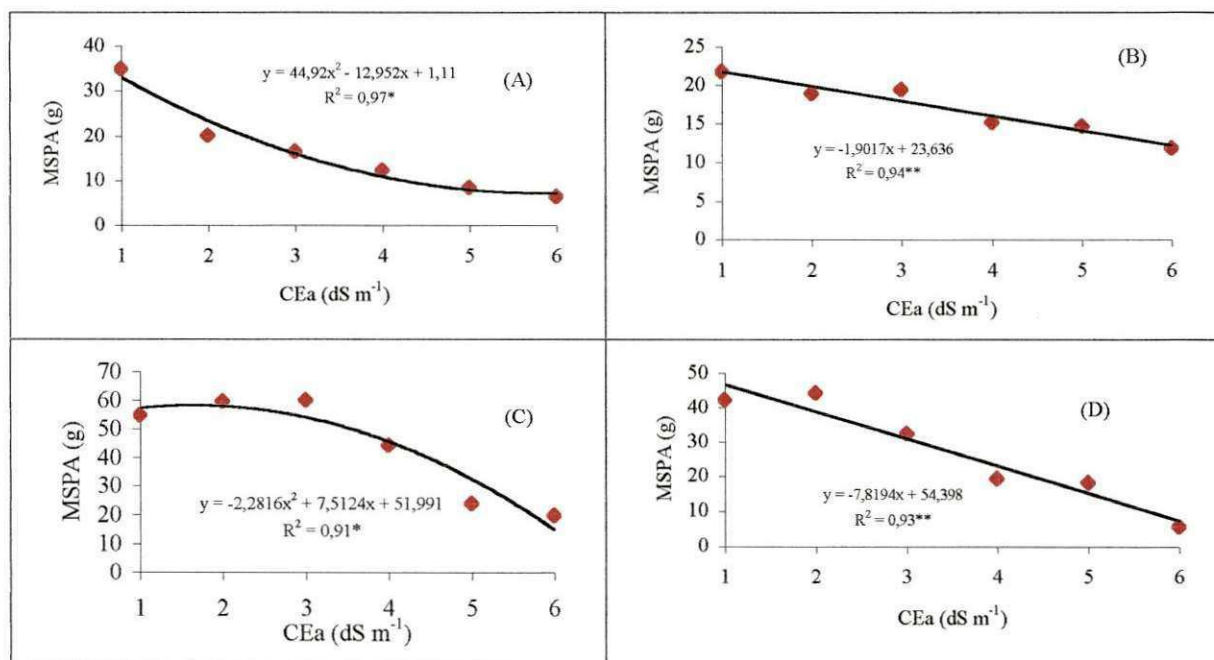 40
30
20
10
0
MSPA (g)
y = 44,92x² - 12,952x + 1,11
R² = 0,97*
(A)
1 2 3 4 5 6
CEa (dS m⁻¹)
25
20
15
10
5
0
MSPA (g)
(B)
y = -1,9017x + 23,636
R² = 0,94**
1 2 3 4 5 6
CEa (dS m⁻¹)
70
60
50
40
30
20
10
0
MSPA (g)
(C)
y = -2,2816x² + 7,5124x + 51,991
R² = 0,91*
1 2 3 4 5 6
CEa (dS m⁻¹)
50
40
30
20
10
0
MSPA (g)
(D)
y = -7,8194x + 54,398
R² = 0,93**
1 2 3 4 5 6
CEa (dS m⁻¹)